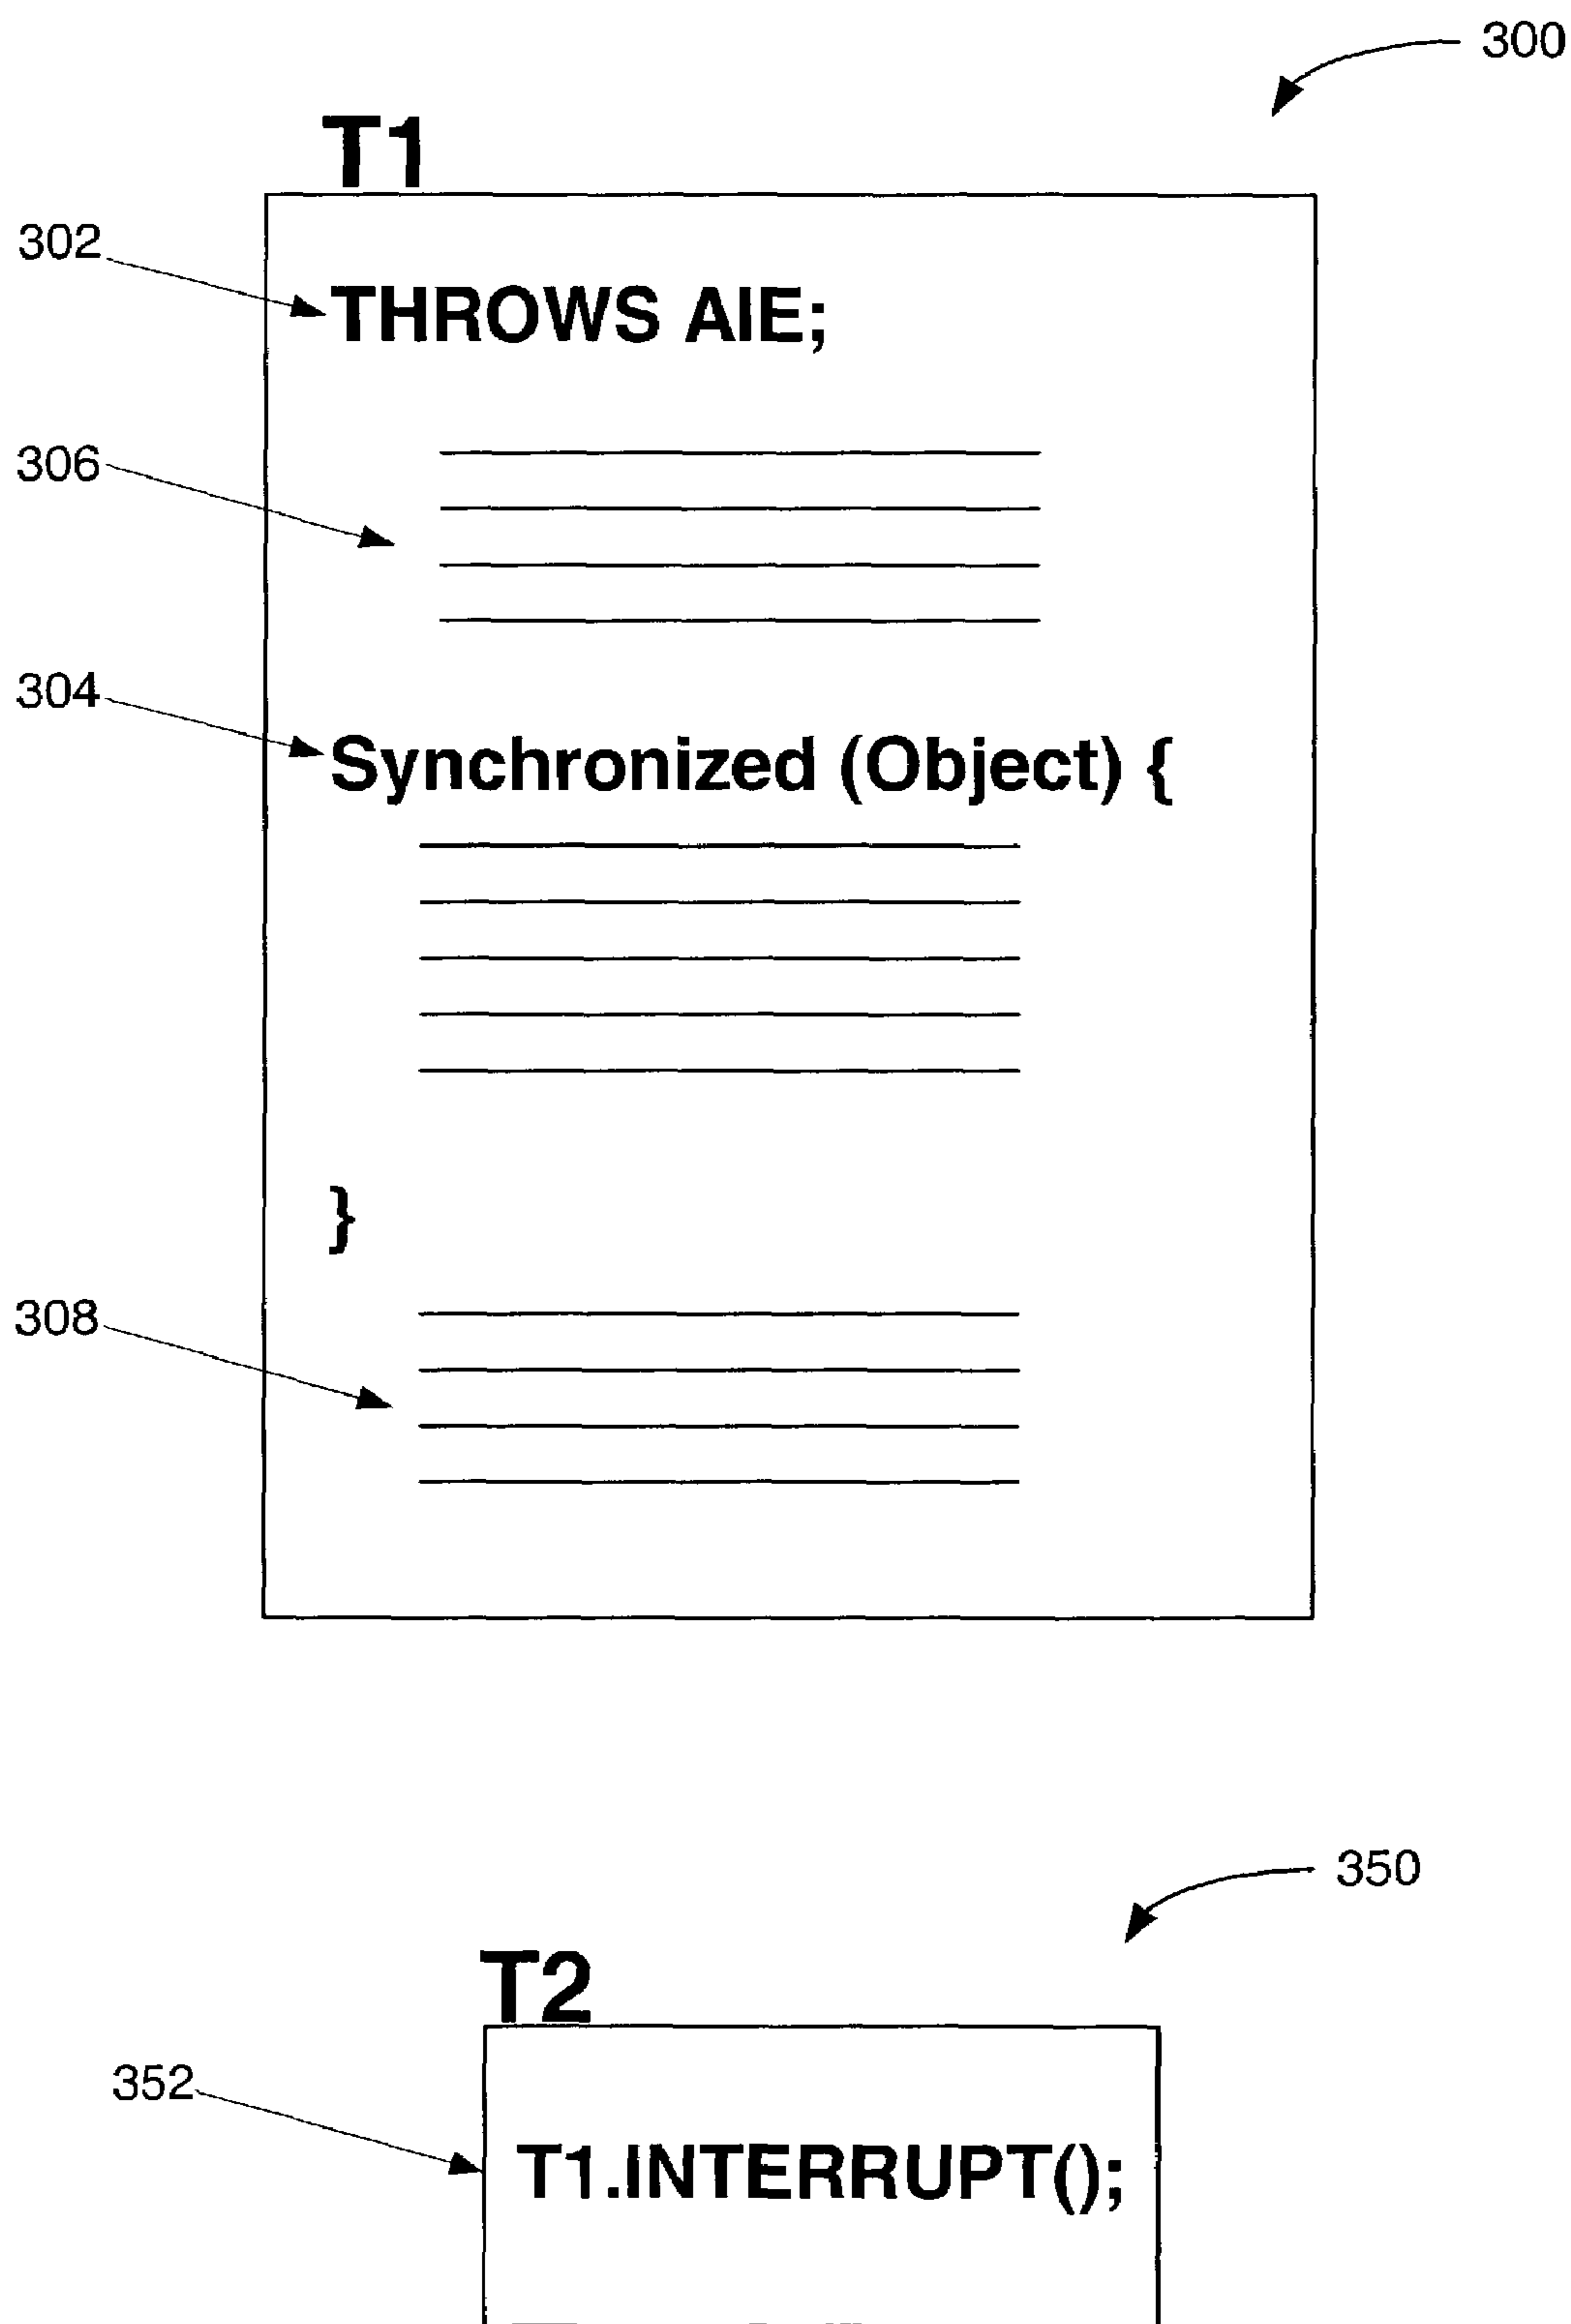 300
T1
302
THROWS AIE;
306
304
Synchronized (Object) {
}
308
350
T2
352
T1.INTERRUPT();